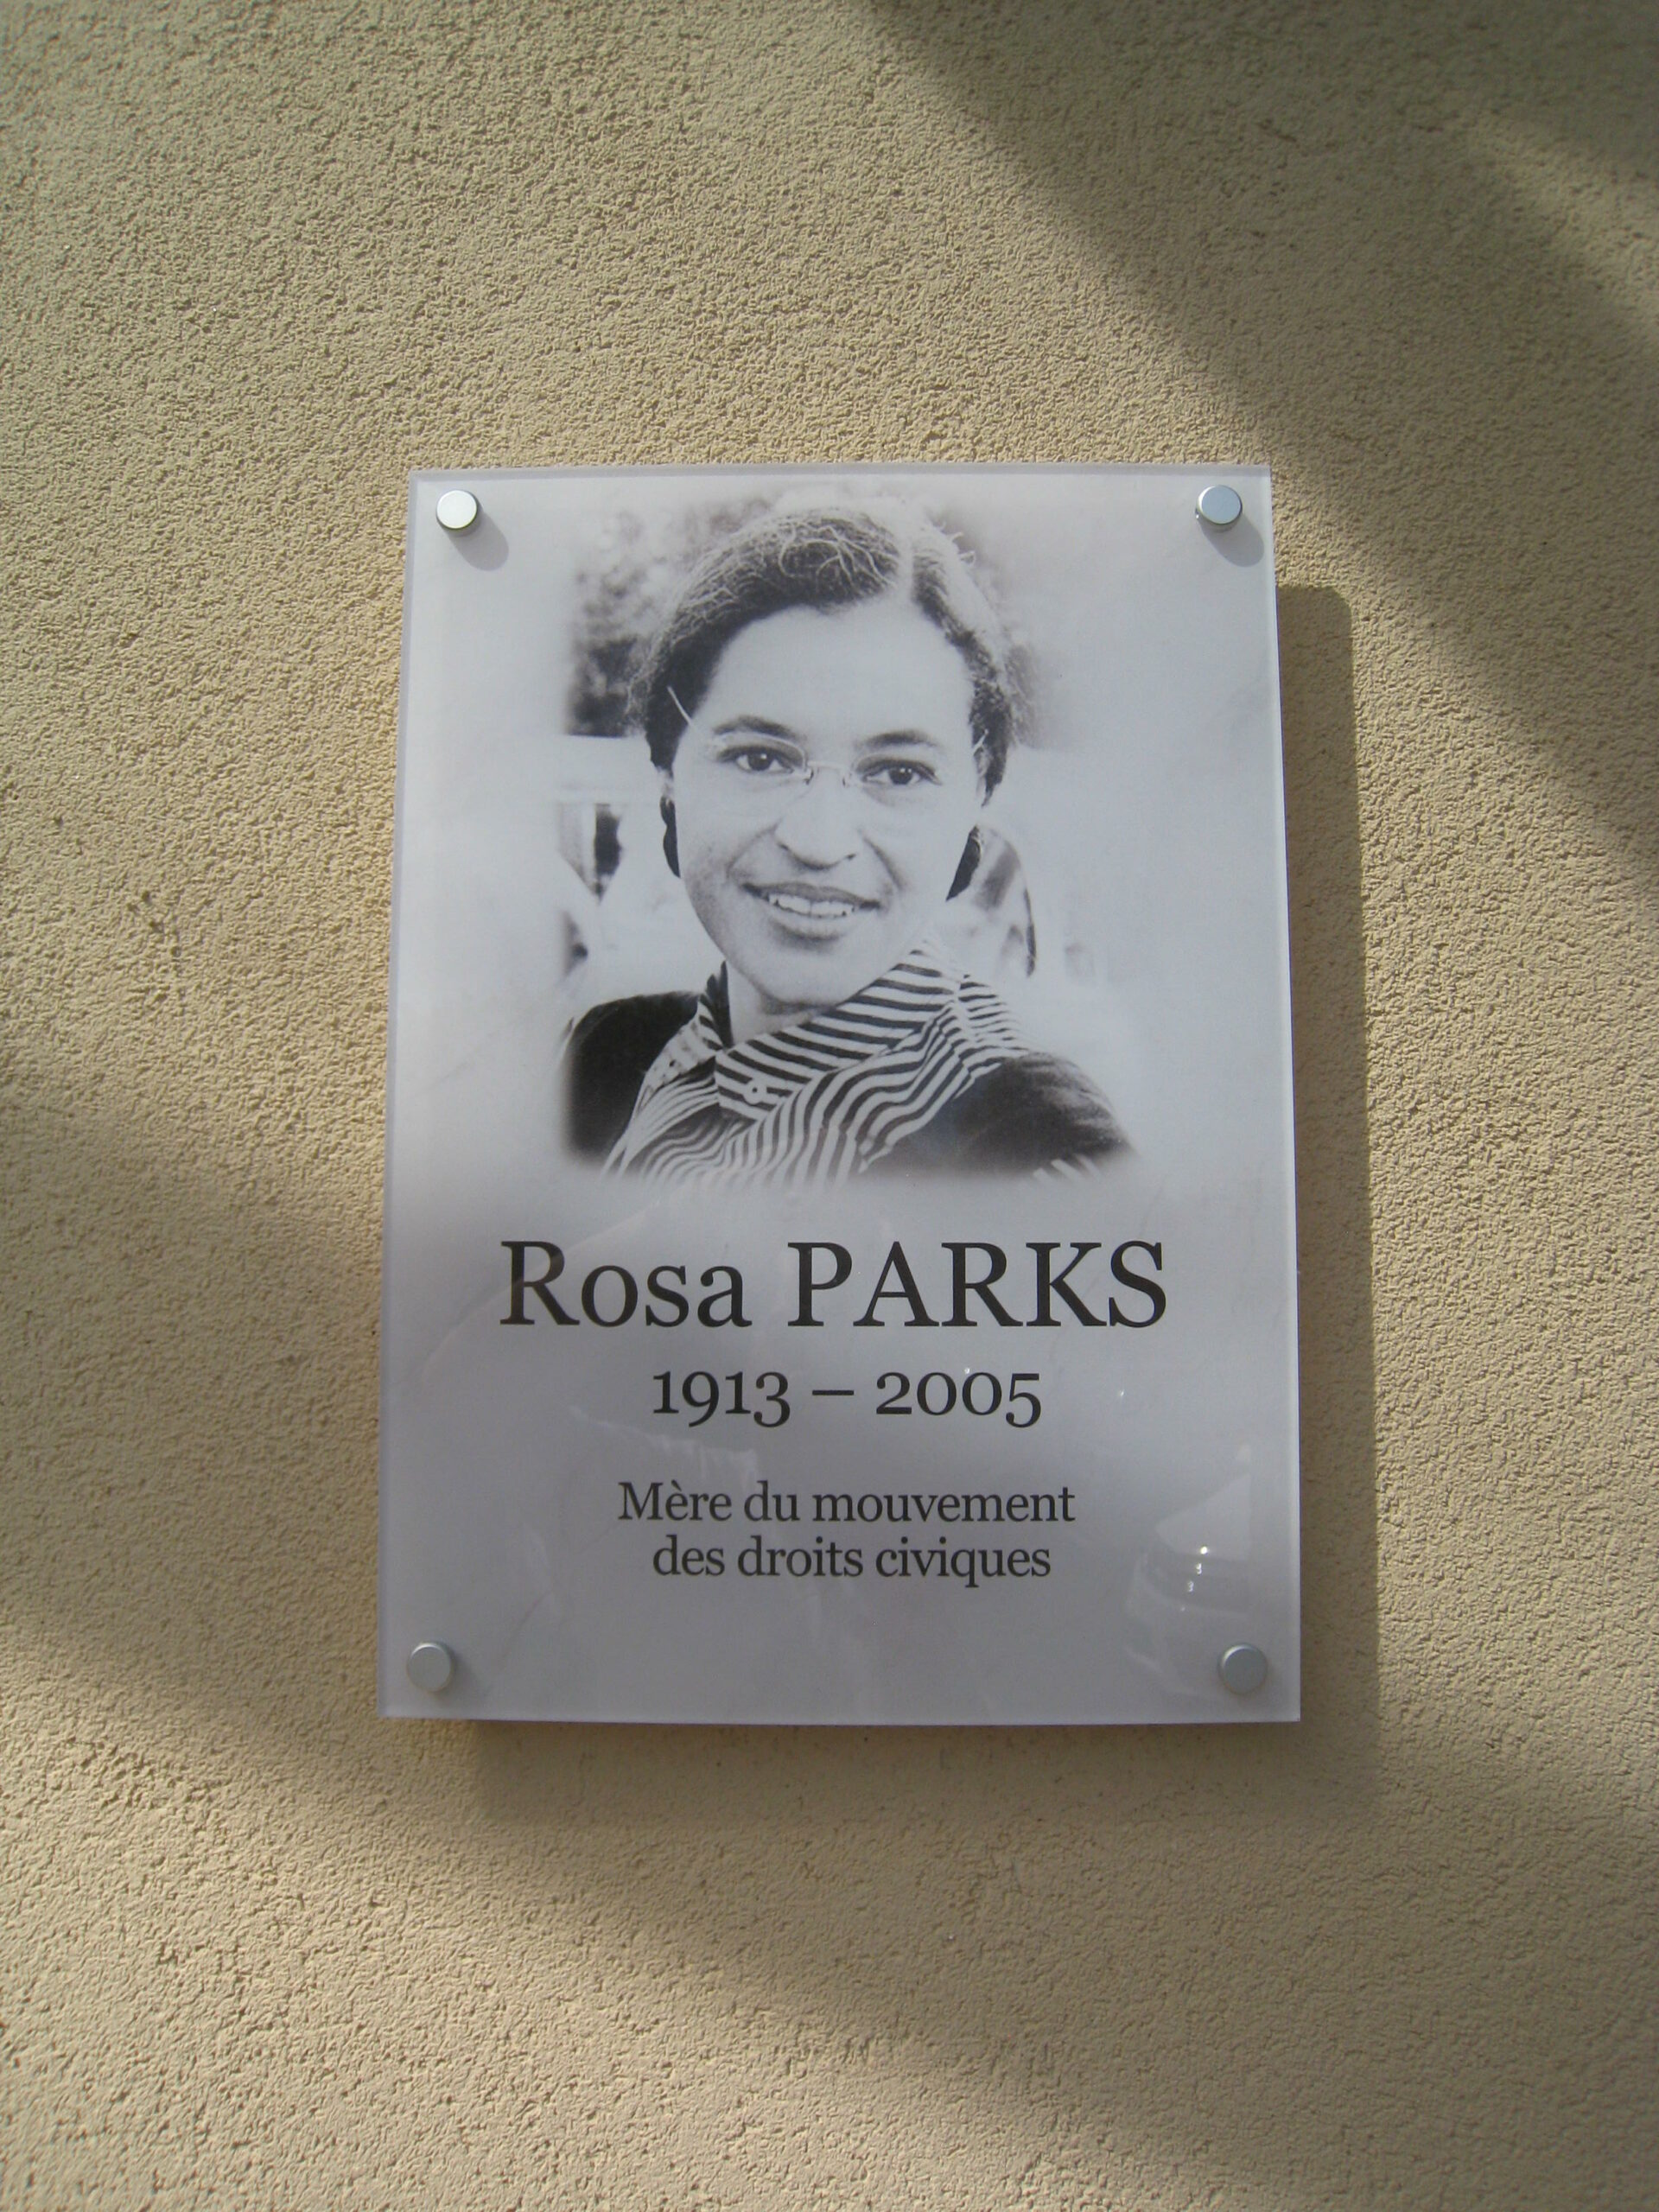 Rosa PARKS
1913 – 2005
Mère du mouvement
des droits civiques